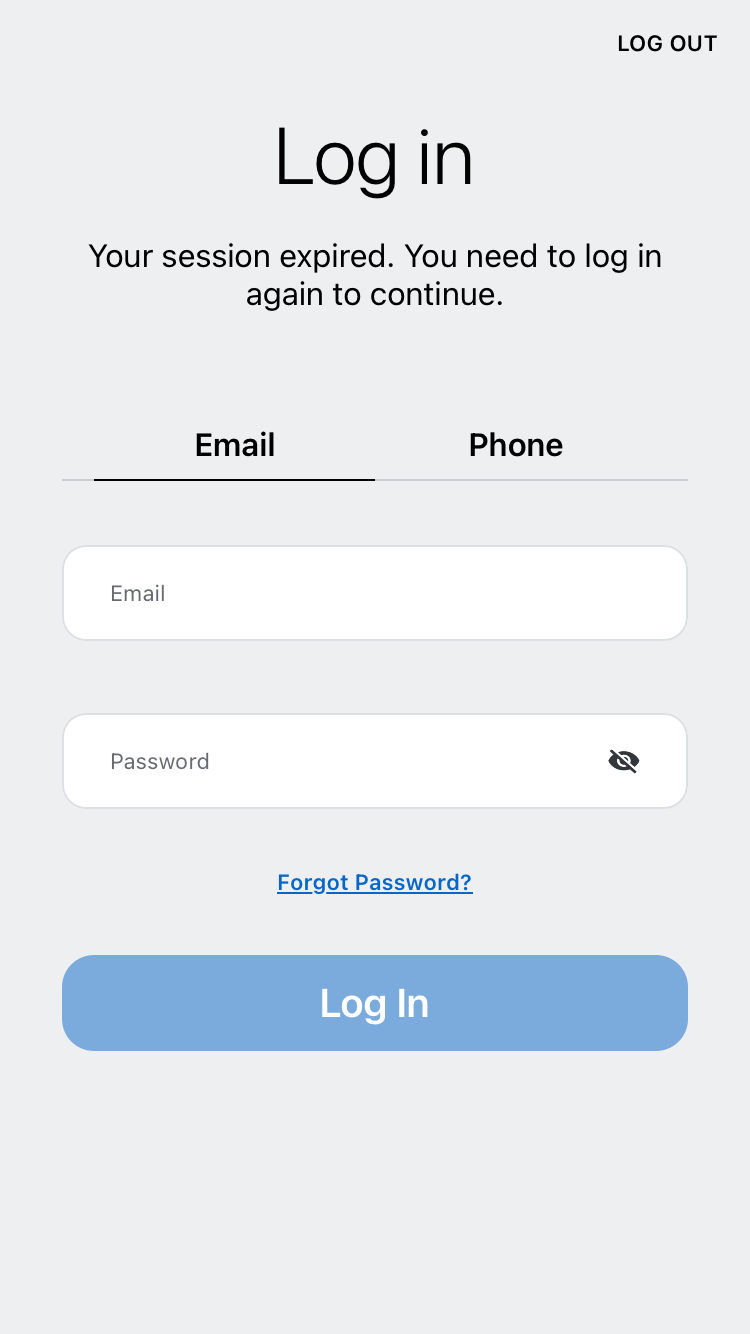 LOG OUT
Log in
Your session expired. You need to log in
again to continue.
Email
Phone
Email
Password
Forgot Password?
Log In